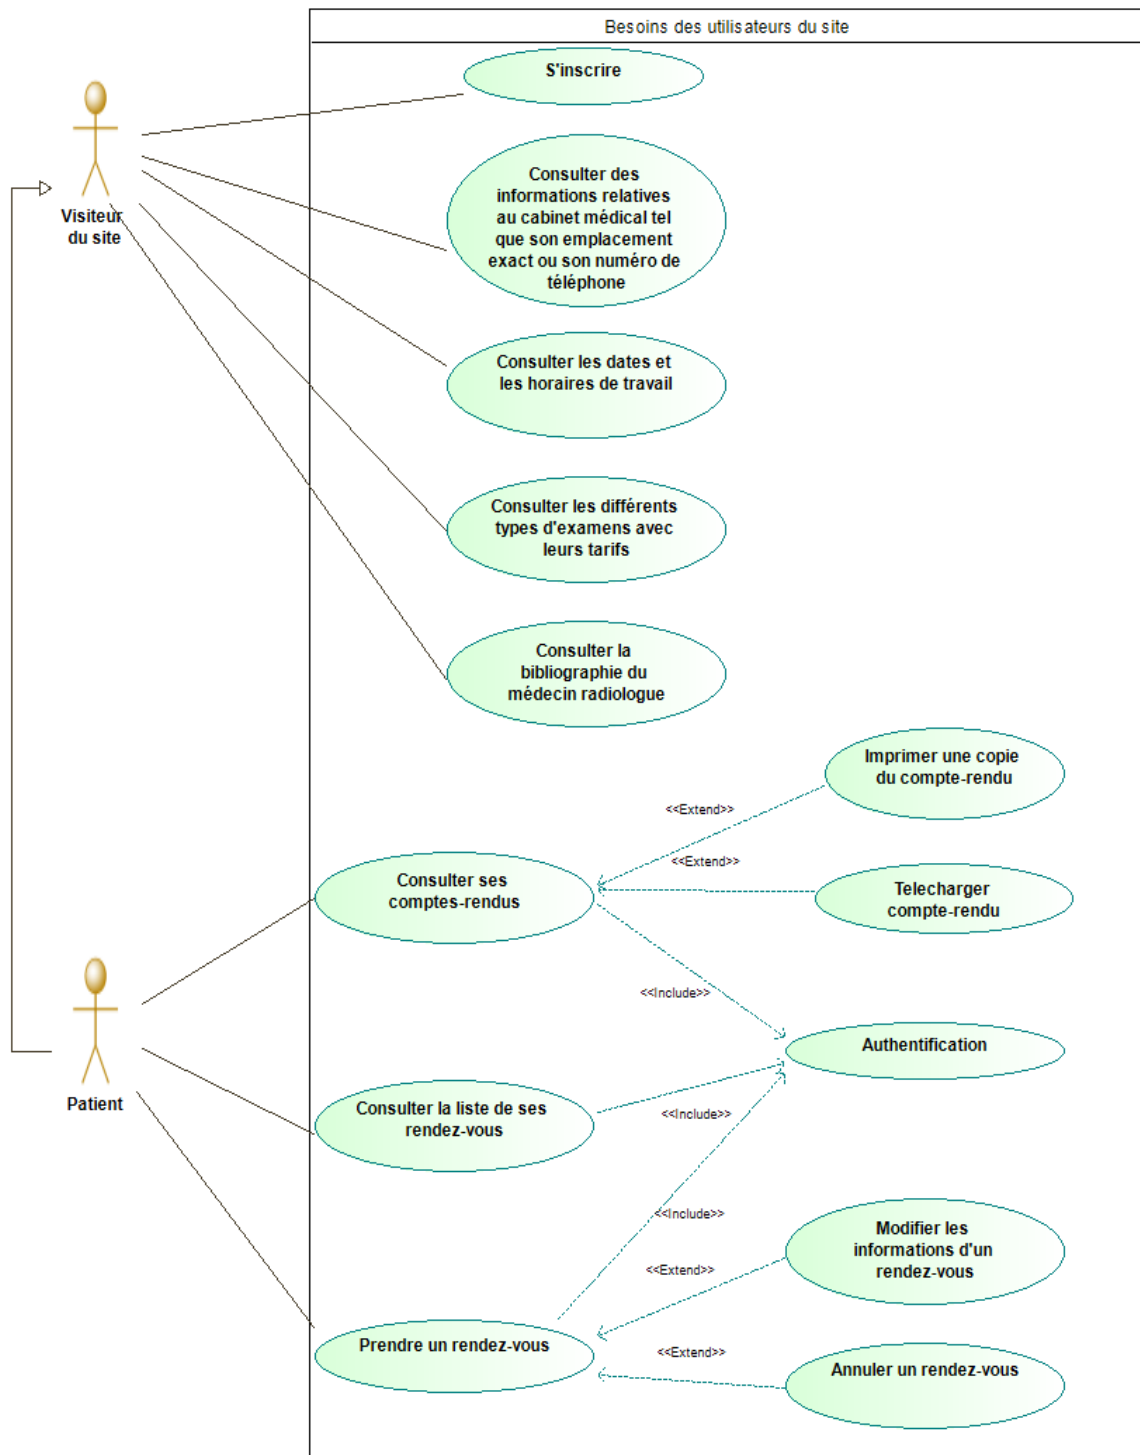 Besoins des utilisateurs du site
S'inscrire
Visiteur
du site
Consulter des
informations relatives
au cabinet médical tel
que son emplacement
exact ou son numéro de
téléphone
Consulter les dates et
les horaires de travail
Consulter les différents
types d'examens avec
leurs tarifs
Consulter la
bibliographie du
médecin radiologue
Imprimer une copie
du compte-rendu
<<Extend>>
<<Extend>>
Consulter ses
comptes-rendus
Telecharger
compte-rendu
<<Include>>
Authentification
Patient
Consulter la liste de ses
rendez-vous
<<Include>>
<<Include>>
Modifier les
informations d'un
rendez-vous
<<Extend>>
Prendre un rendez-vous
<<Extend>>
Annuler un rendez-vous